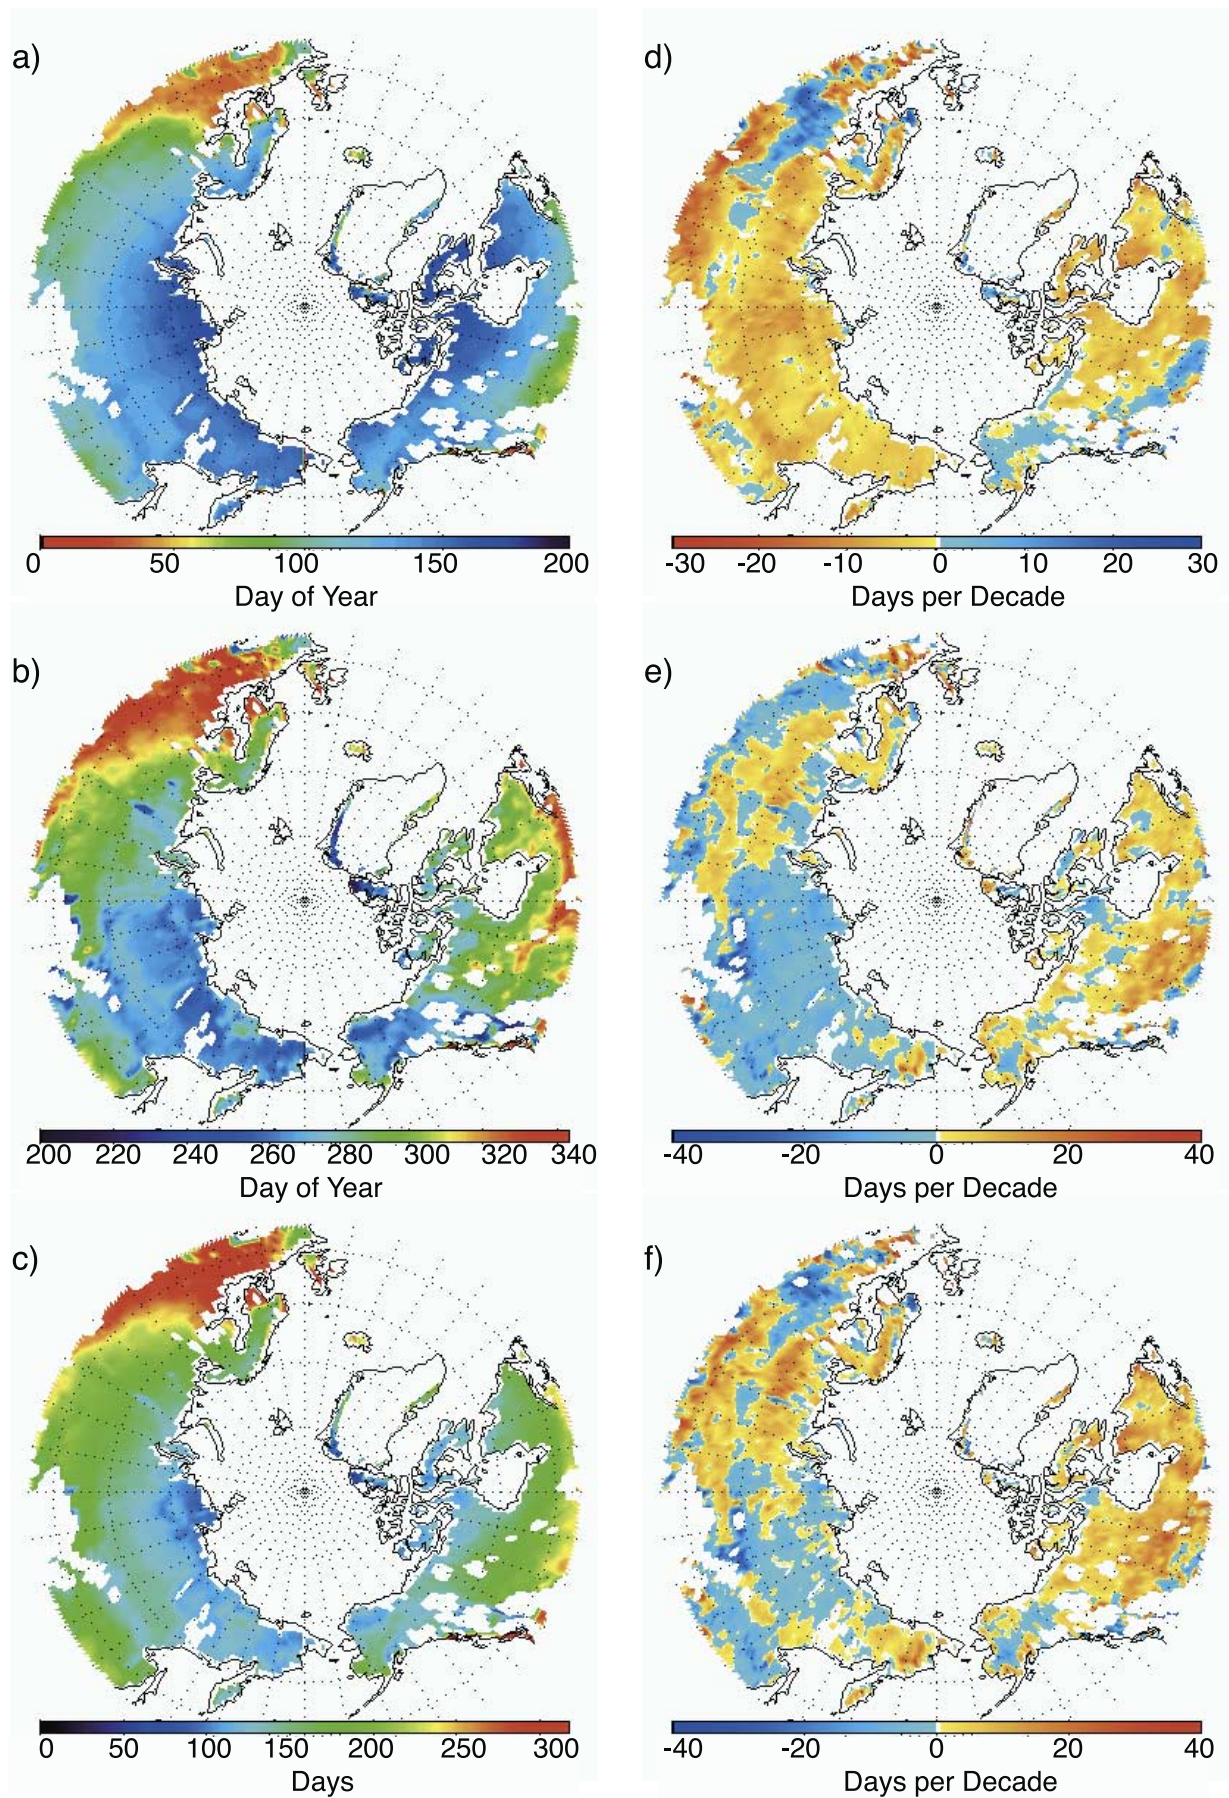 a)
0 50 100 150 200
Day of Year
d)
-30 -20 -10 0 10 20 30
Days per Decade
b)
200 220 240 260 280 300 320 340
Day of Year
e)
-40 -20 0 20 40
Days per Decade
c)
0 50 100 150 200 250 300
Days
f)
-40 -20 0 20 40
Days per Decade